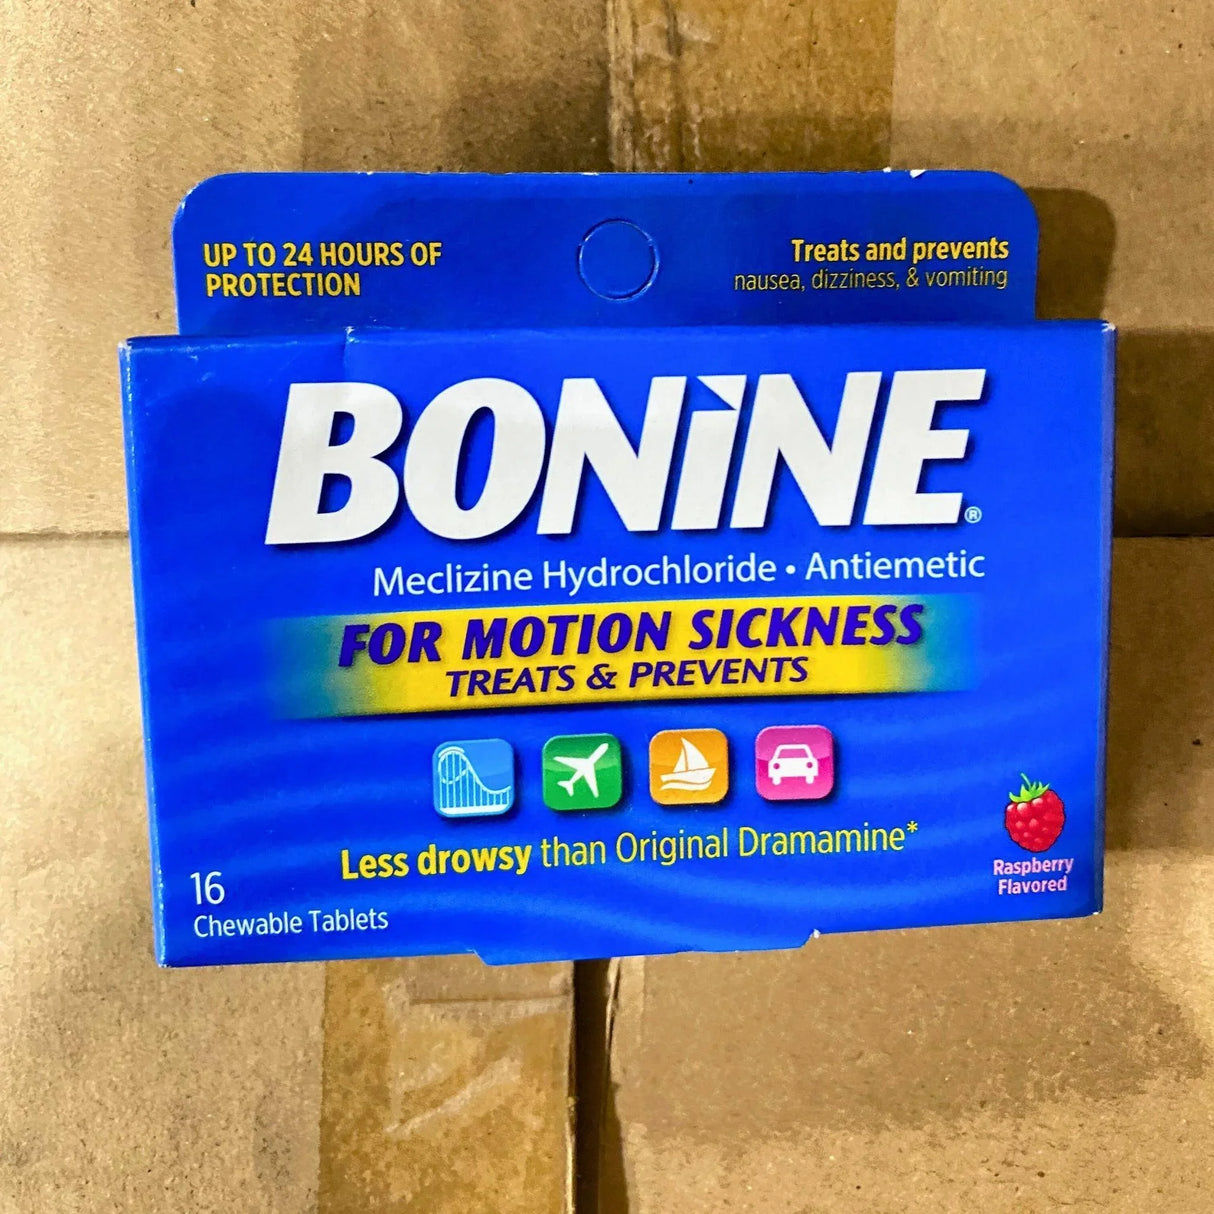 UP TO 24 HOURS OF
PROTECTION
Treats and prevents
nausea, dizziness, & vomiting
BONiNE®
Meclizine Hydrochloride • Antiemetic
FOR MOTION SICKNESS
TREATS & PREVENTS
Less drowsy than Original Dramamine*
16
Chewable Tablets
Raspberry
Flavored